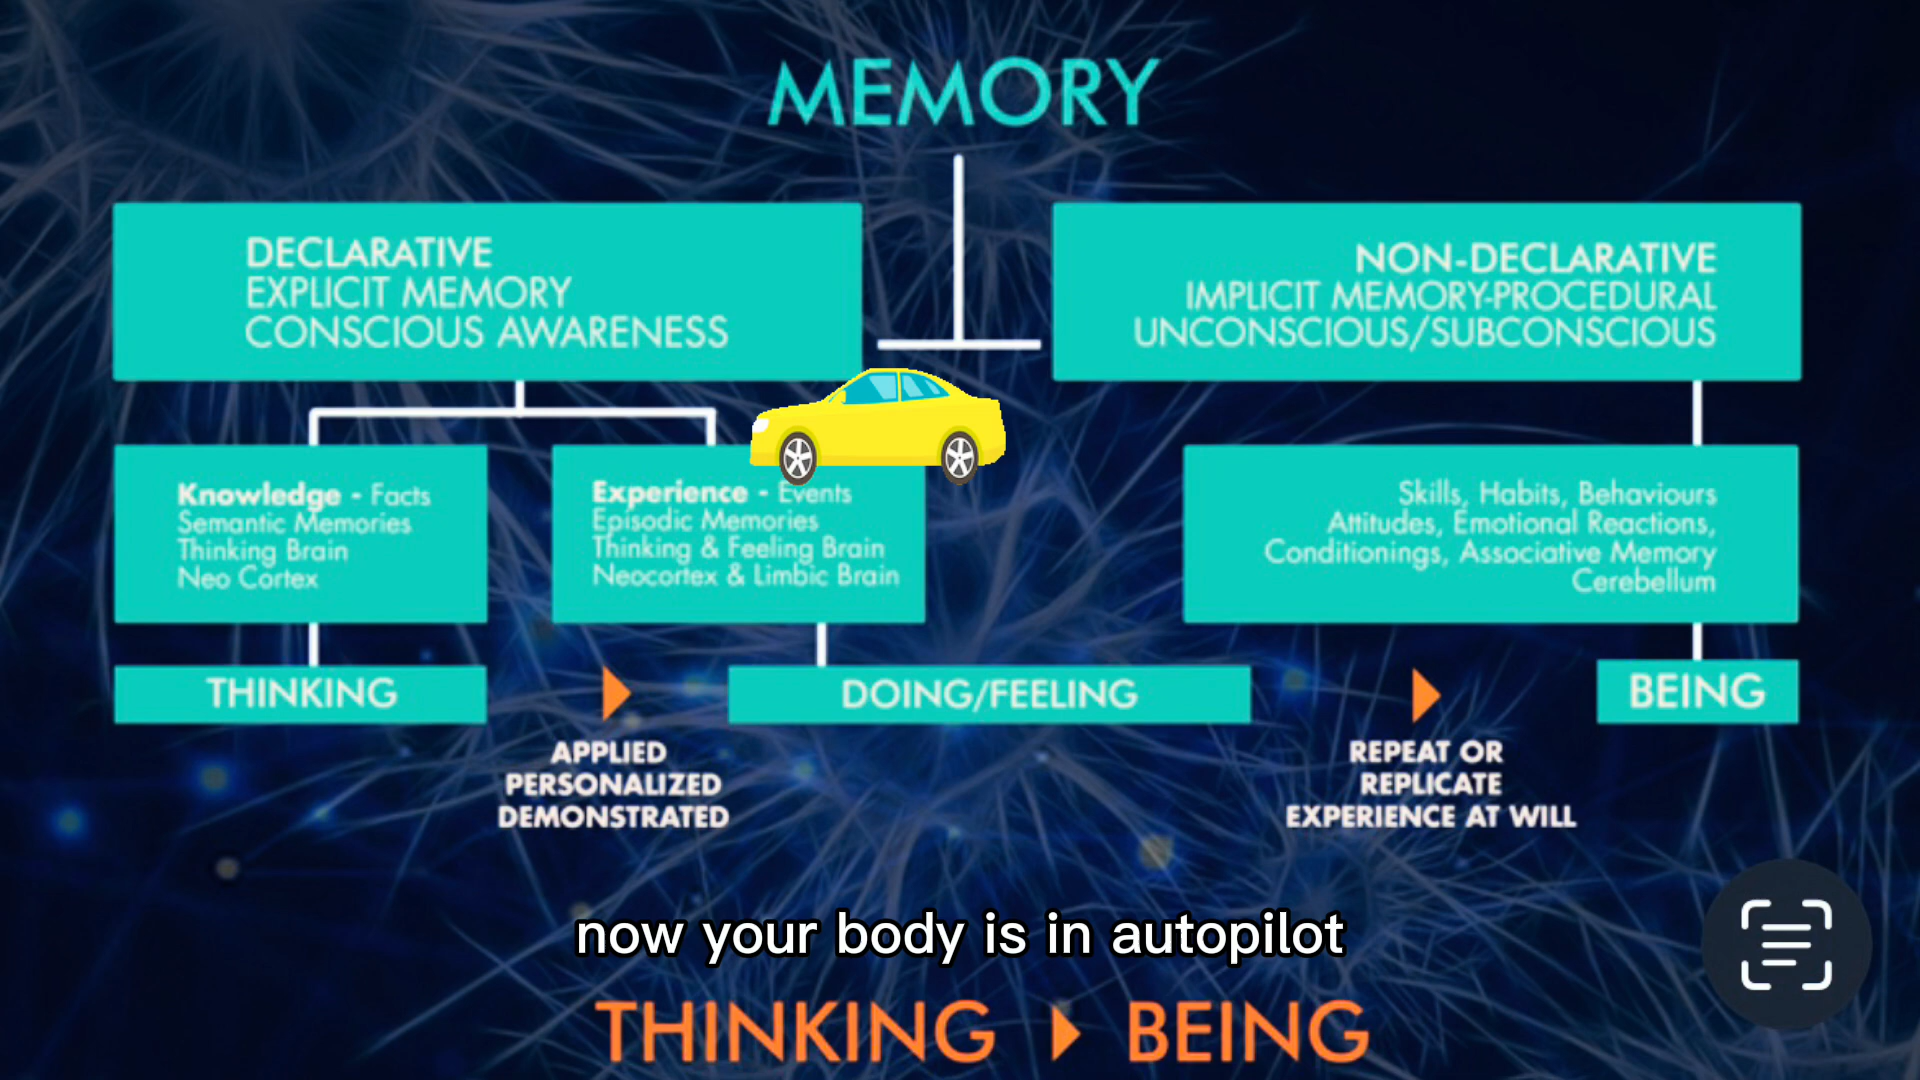 MEMORY
DECLARATIVE
EXPLICIT MEMORY
CONSCIOUS AWARENESS
NON-DECLARATIVE
IMPLICIT MEMORY-PROCEDURAL
UNCONSCIOUS/SUBCONSCIOUS
Knowledge - Facts
Semantic Memories
Thinking Brain
Neo Cortex
Experience - Events
Episodic Memories
Thinking & Feeling Brain
Neocortex & Limbic Brain
Skills, Habits, Behaviours
Attitudes, Emotional Reactions,
Conditionings, Associative Memory
Cerebellum
THINKING
DOING/FEELING
BEING
APPLIED
PERSONALIZED
DEMONSTRATED
REPEAT OR
REPLICATE
EXPERIENCE AT WILL
now your body is in autopilot
THINKING BEING